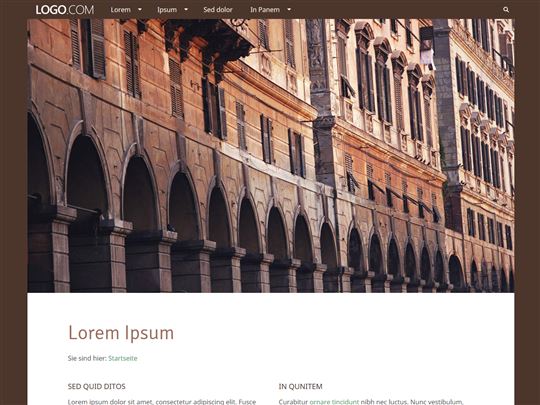 LOGO.COM Lorem Ipsum Sed dolor In Panem
Lorem Ipsum
Sie sind hier: Startseite
SED QUID DITOS
Lorem ipsum dolor sit amet, consectetur adipiscing elit. Fusce
IN QUNITEM
Curabitur ornare tincidunt nibh nec luctus. Nunc vestibulum,